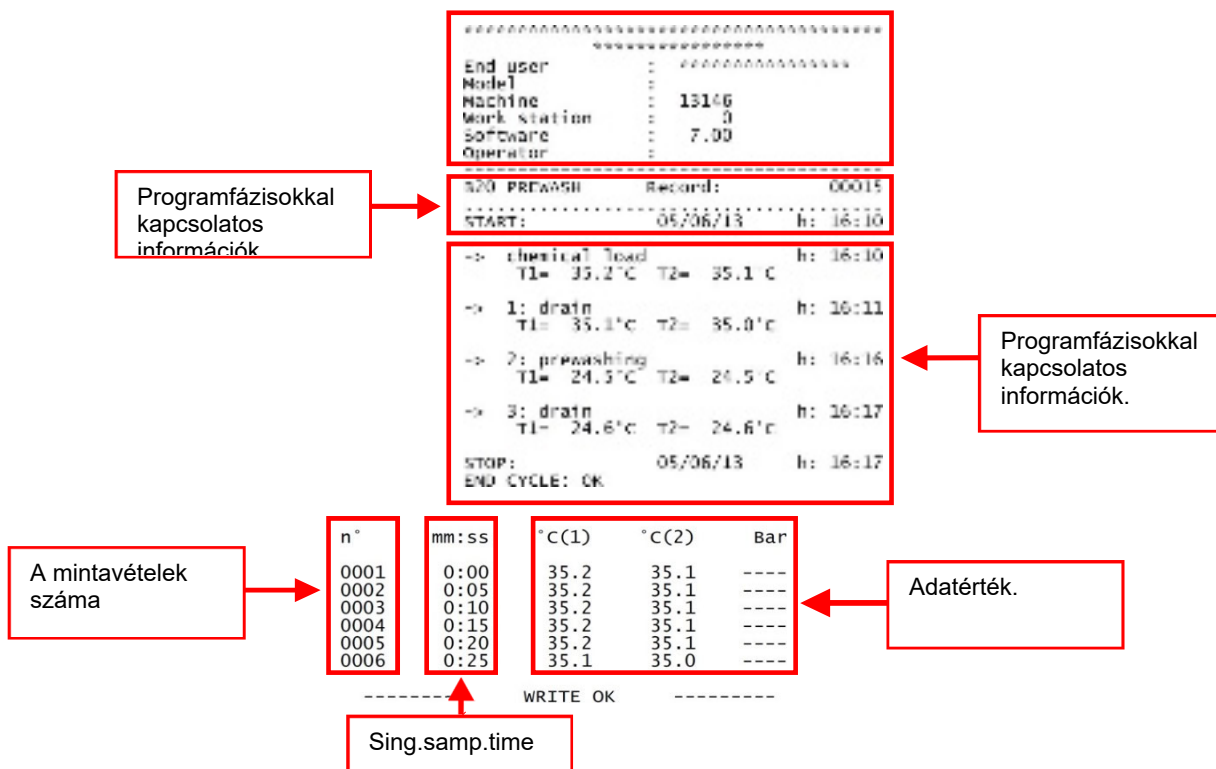 End user :
Model :
Machine : 13146
Work station : 0
Software : 7.00
Operator :
Programfázisokkal
kapcsolatos
információk
B20 PREWASH Record: 00015
START: 05/06/13 h: 16:10
-> chemical load h: 16:10
T1= 35.2°C T2= 35.1°C
-> 1: drain h: 16:11
T1= 35.1°C T2= 35.0°C
-> 2: prewashing h: 16:16
T1= 24.5°C T2= 24.5°C
-> 3: drain h: 16:17
T1= 24.6°C T2= 24.6°C
STOP: 05/06/13 h: 16:17
END CYCLE: OK
Programfázisokkal
kapcsolatos
információk.
A mintavételek
száma
n° mm:ss °C(1) °C(2) Bar
0001 0:00 35.2 35.1 ----
0002 0:05 35.2 35.1 ----
0003 0:10 35.2 35.1 ----
0004 0:15 35.2 35.1 ----
0005 0:20 35.2 35.1 ----
0006 0:25 35.1 35.0 ----
Adatérték.
-------- WRITE OK ---------
Sing.samp.time